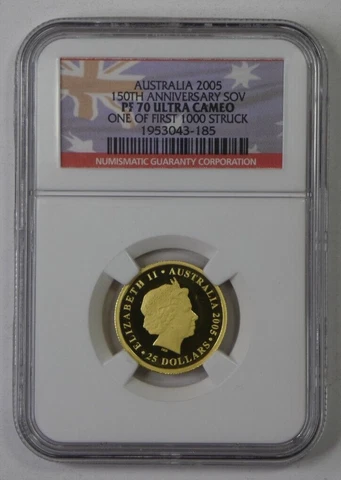 AUSTRALIA 2005
150TH ANNIVERSARY SOV
PF 70 ULTRA CAMEO
ONE OF FIRST 1000 STRUCK
1953043-185
NUMISMATIC GUARANTY CORPORATION
ELIZABETH II • AUSTRALIA 2005 •
• 25 DOLLARS •